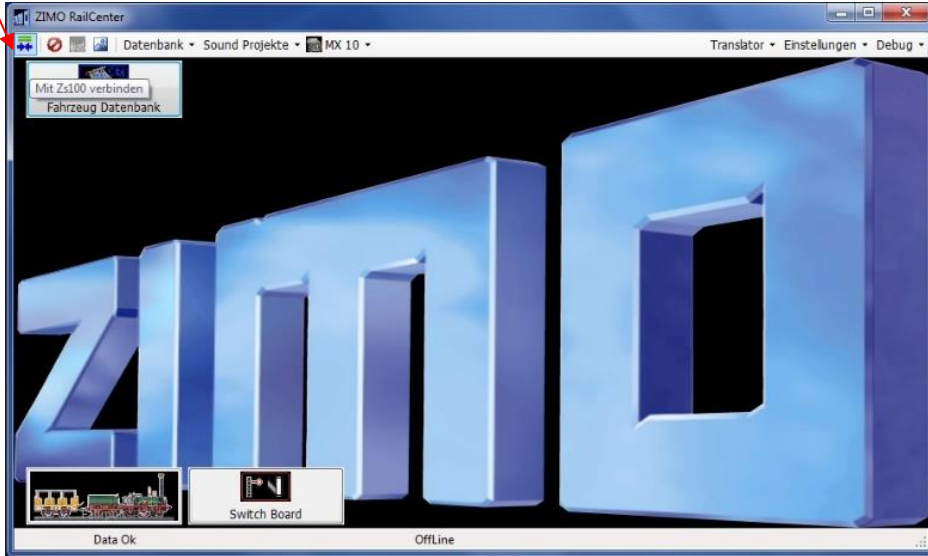 ZIMO RailCenter
Datenbank Sound Projekte MX 10 Translator Einstellungen Debug
Mit Zs100 verbinden
Fahrzeug Datenbank
ZIMO
Switch Board
Data Ok OffLine